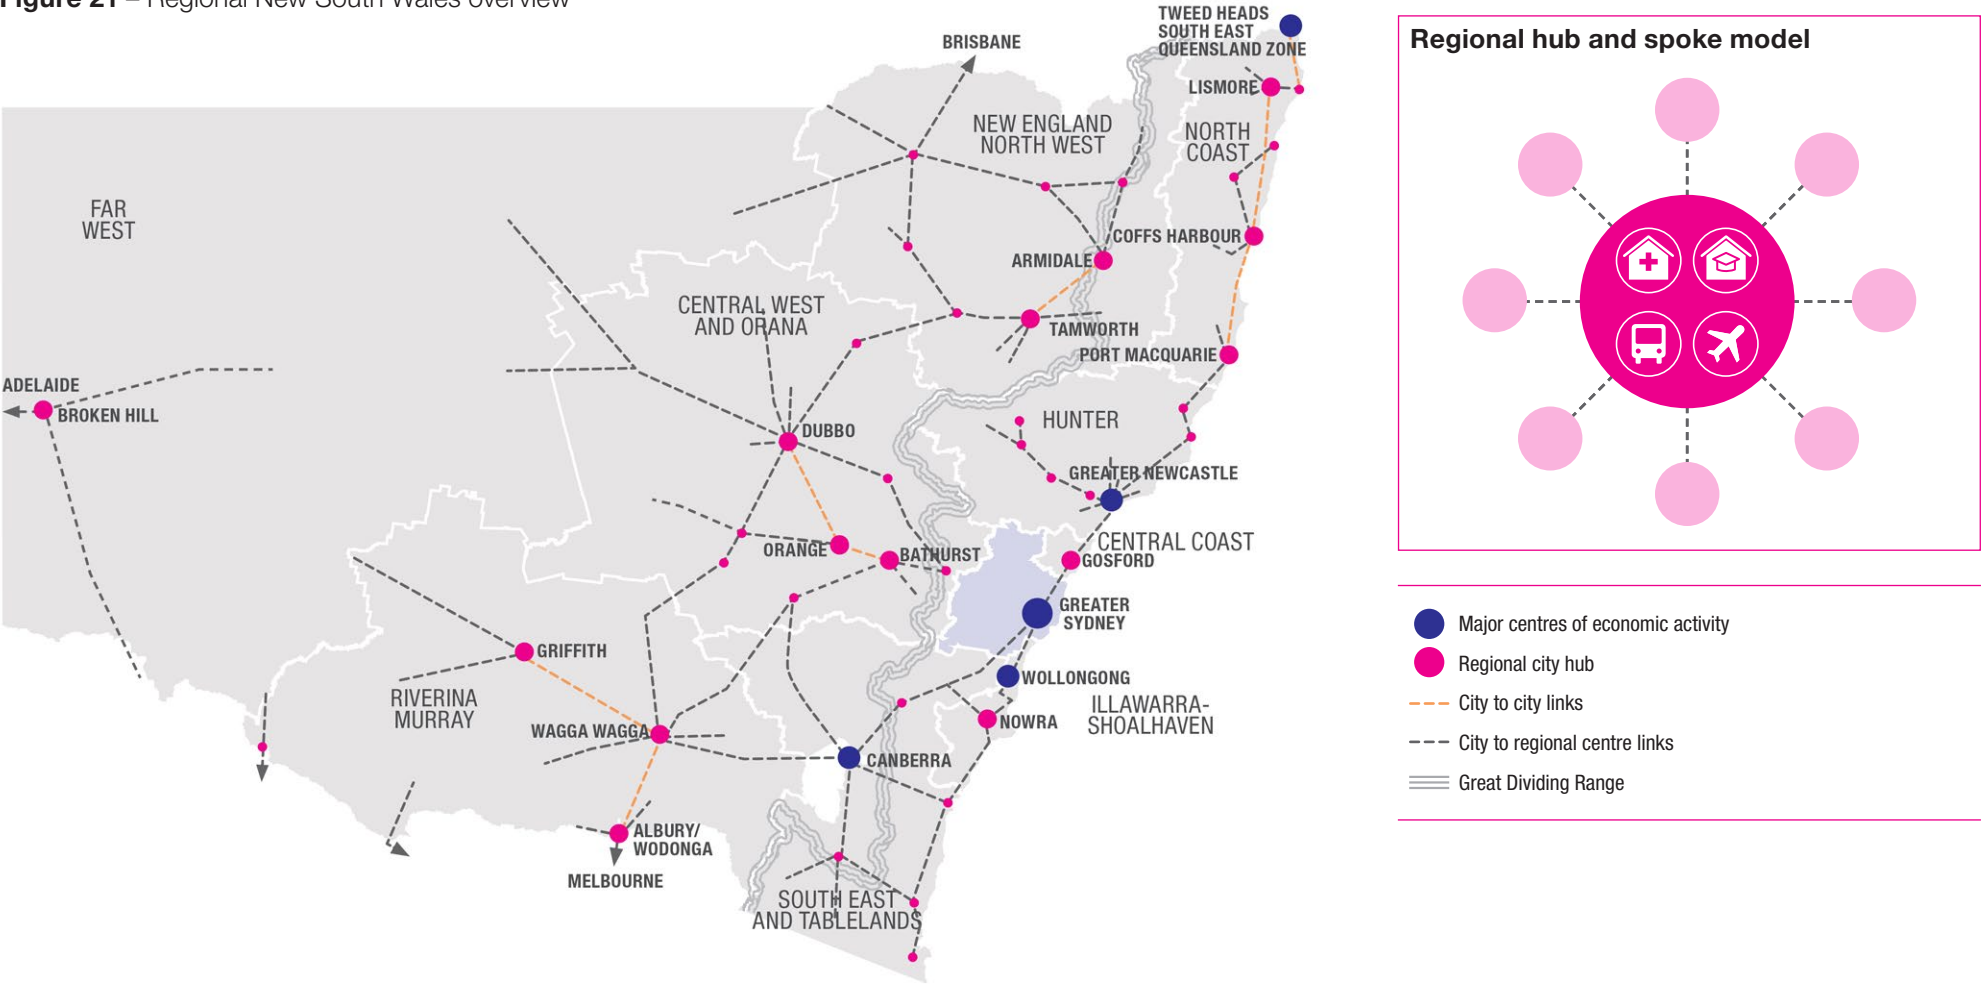 Figure 21 – Regional New South Wales overview
TWEED HEADS
SOUTH EAST
QUEENSLAND ZONE
BRISBANE
LISMORE
NEW ENGLAND
NORTH WEST
NORTH
COAST
FAR
WEST
COFFS HARBOUR
ARMIDALE
CENTRAL WEST
AND ORANA
TAMWORTH
PORT MACQUARIE
ADELAIDE
BROKEN HILL
HUNTER
DUBBO
GREATER NEWCASTLE
ORANGE
BATHURST
CENTRAL COAST
GOSFORD
GREATER
SYDNEY
GRIFFITH
WOLLONGONG
RIVERINA
MURRAY
ILLAWARRA-
SHOALHAVEN
NOWRA
WAGGA WAGGA
CANBERRA
ALBURY/
WODONGA
MELBOURNE
SOUTH EAST
AND TABLELANDS
Regional hub and spoke model
Major centres of economic activity
Regional city hub
City to city links
City to regional centre links
Great Dividing Range